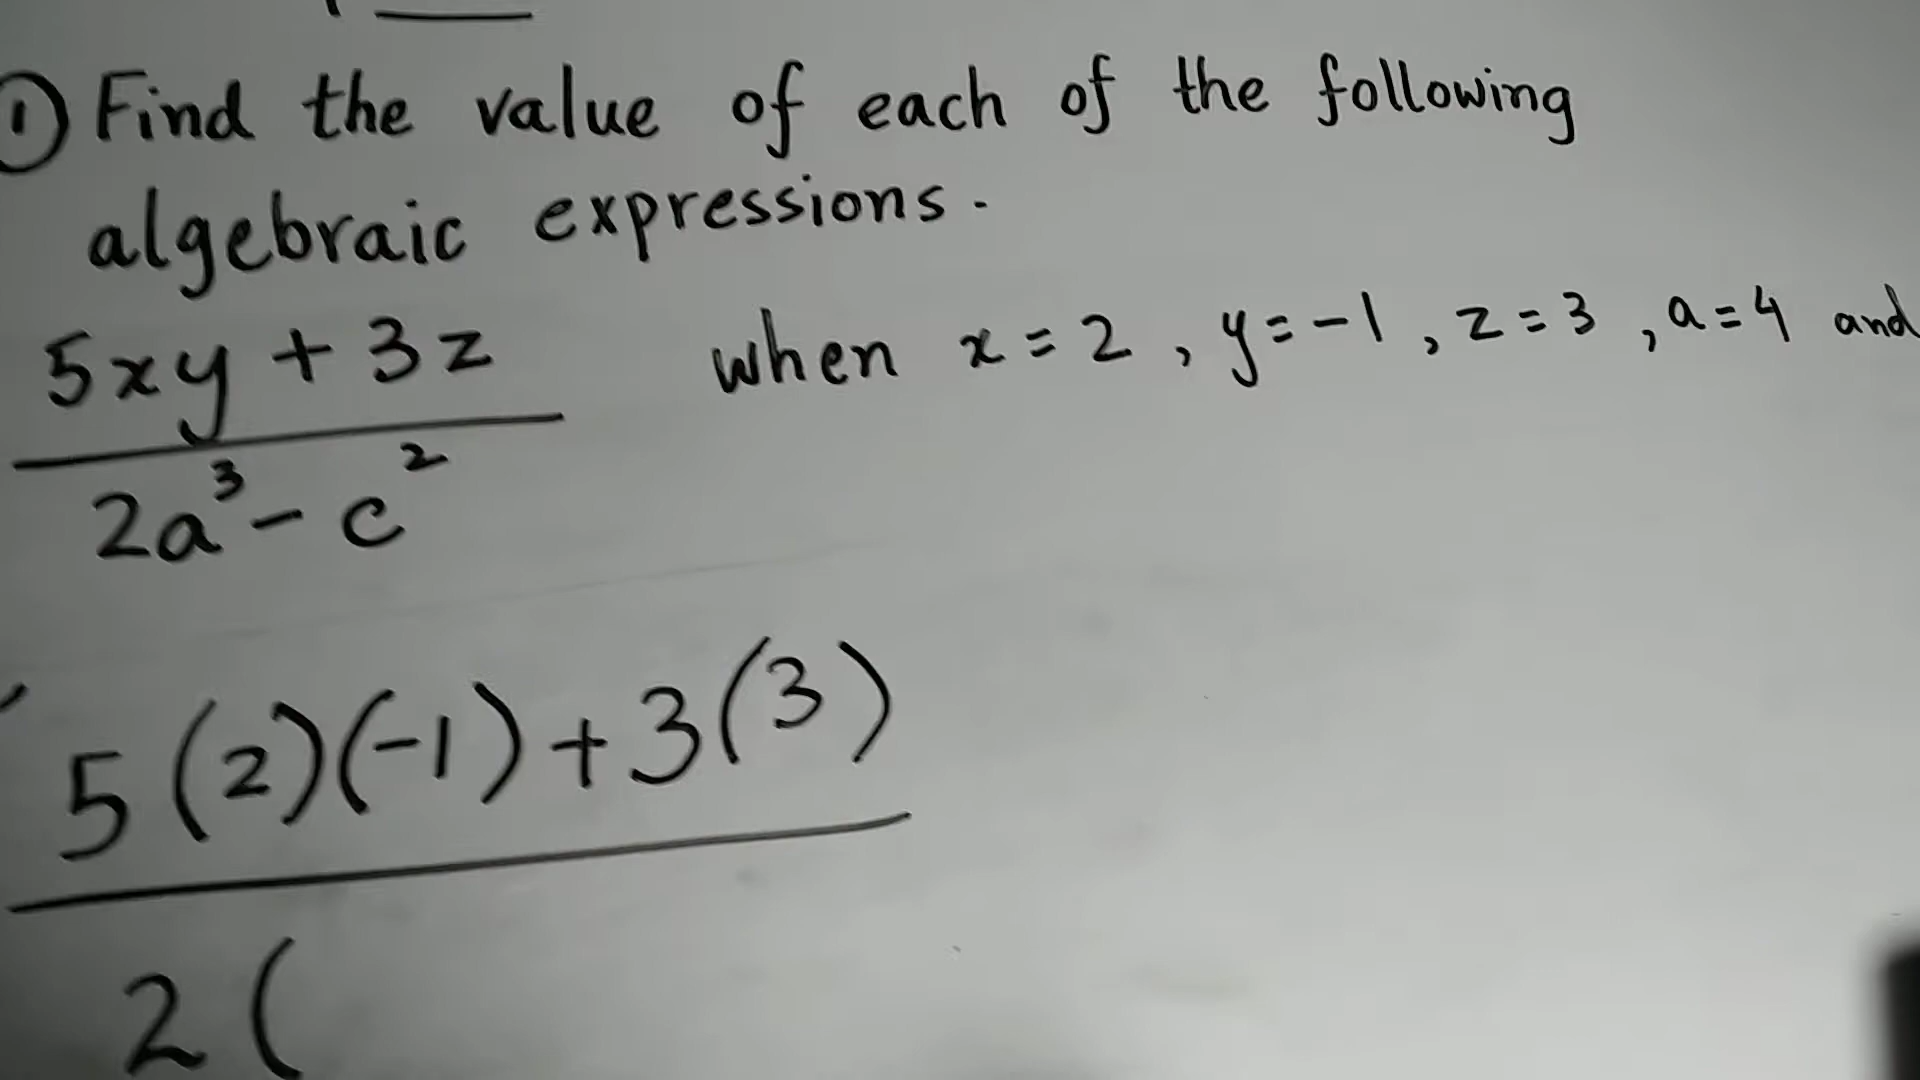 ① Find the value of each of the following
algebraic expressions.
5xy + 3z when x = 2, y = -1, z = 3, a = 4 and
2a³ - c²
5(2)(-1) + 3(3)
2(